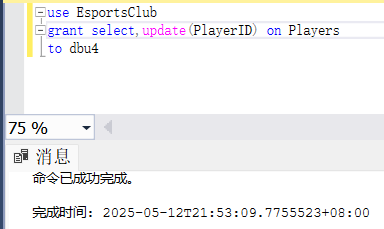 use EsportsClub
grant select,update(PlayerID) on Players
to dbu4
75 %
消息
命令已成功完成。
完成时间: 2025-05-12T21:53:09.7755523+08:00